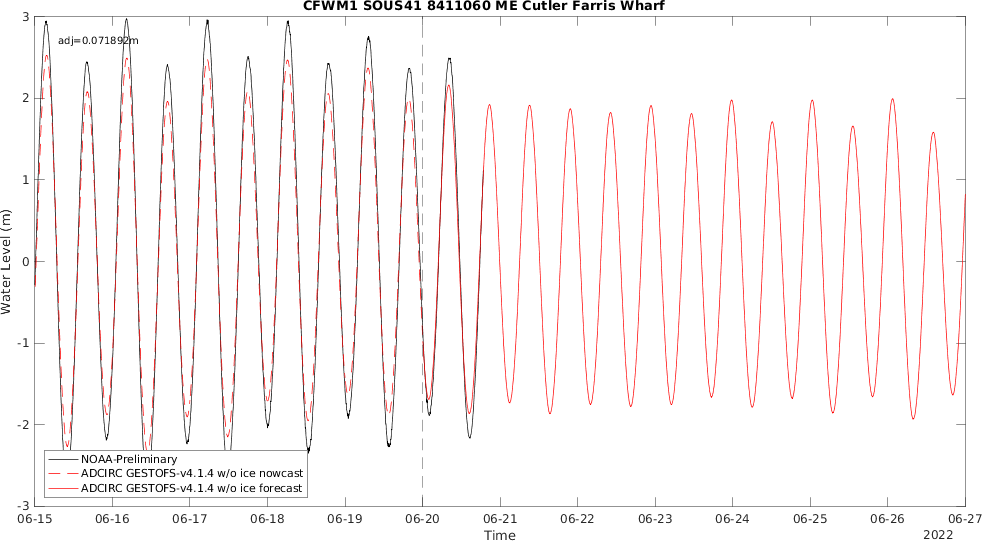 CFWM1 SOUS41 8411060 ME Cutler Farris Wharf
adj=0.071892m
Water Level (m)
3
2
1
0
-1
-2
-3
NOAA-Preliminary
ADCIRC GESTOFS-v4.1.4 w/o ice nowcast
ADCIRC GESTOFS-v4.1.4 w/o ice forecast
06-15 06-16 06-17 06-18 06-19 06-20 06-21 06-22 06-23 06-24 06-25 06-26 06-27
Time
2022